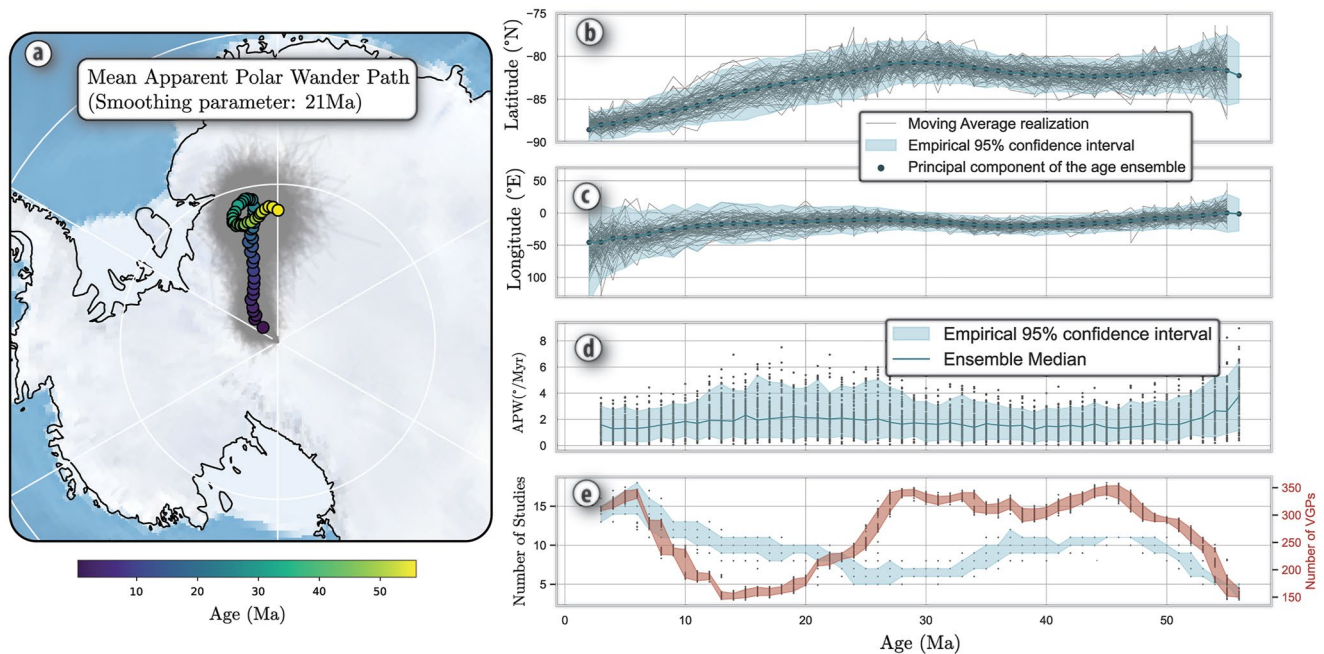 a
Mean Apparent Polar Wander Path
(Smoothing parameter: 21Ma)
10
20
30
40
50
Age (Ma)
b
Latitude (°N)
−75
−80
−85
−90
Moving Average realization
Empirical 95% confidence interval
Principal component of the age ensemble
c
Longitude (°E)
50
0
−50
100
d
APW(°/Myr)
8
6
4
2
0
Empirical 95% confidence interval
Ensemble Median
e
Number of Studies
15
10
5
350
300
250
200
150
Number of VGPs
0
10
20
30
40
50
Age (Ma)